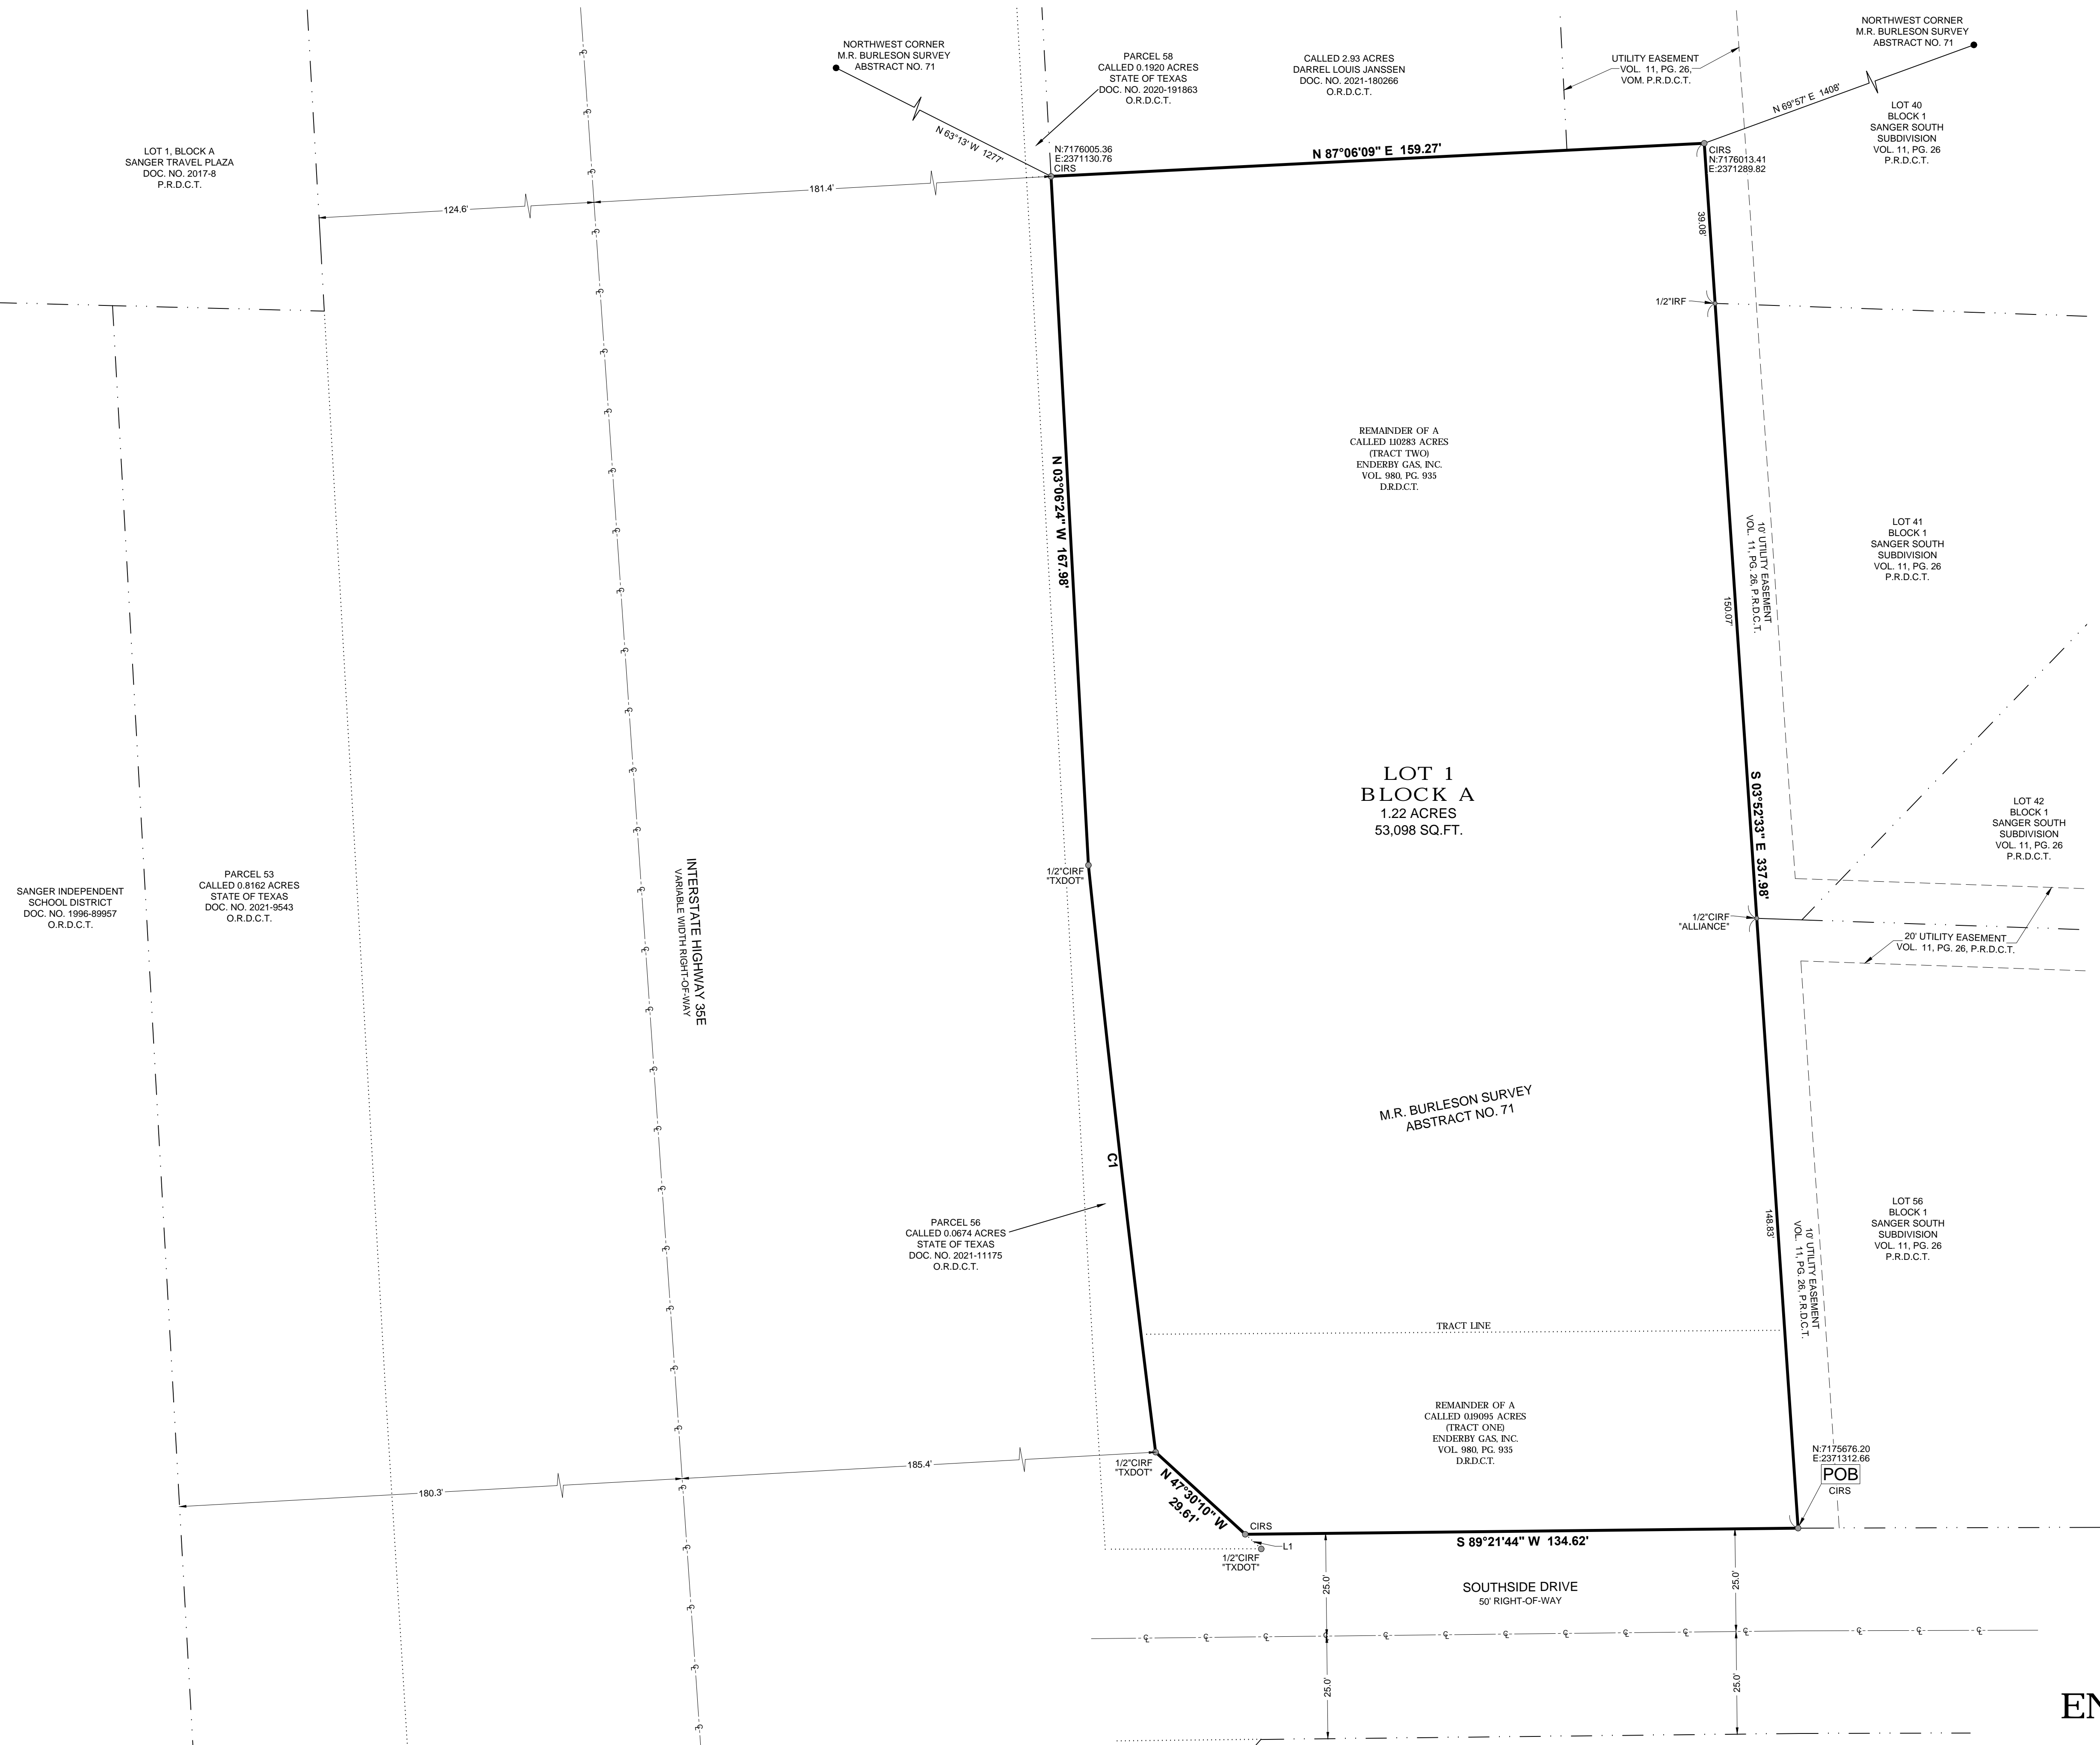 NORTHWEST CORNER
M.R. BURLESON SURVEY
ABSTRACT NO. 71
PARCEL 58
CALLED 0.1920 ACRES
STATE OF TEXAS
DOC. NO. 2020-191863
O.R.D.C.T.
CALLED 2.93 ACRES
DARREL LOUIS JANSSEN
DOC. NO. 2021-180266
O.R.D.C.T.
UTILITY EASEMENT
VOL. 11, PG. 26,
VOM. P.R.D.C.T.
NORTHWEST CORNER
M.R. BURLESON SURVEY
ABSTRACT NO. 71
N 63°13' W 1277'
N 69°57' E 1408'
LOT 40
BLOCK 1
SANGER SOUTH
SUBDIVISION
VOL. 11, PG. 26
P.R.D.C.T.
LOT 1, BLOCK A
SANGER TRAVEL PLAZA
DOC. NO. 2017-8
P.R.D.C.T.
N:7176005.36
E:2371130.76
CIRS
N 87°06'09" E 159.27'
CIRS
N:7176013.41
E:2371289.82
124.6'
181.4'
39.08'
1/2"IRF
REMAINDER OF A
CALLED 1.10283 ACRES
(TRACT TWO)
ENDERBY GAS, INC.
VOL. 980, PG. 935
D.R.D.C.T.
N 03°06'24" W 167.98'
10' UTILITY EASEMENT
VOL. 11, PG. 26, P.R.D.C.T.
150.07'
LOT 41
BLOCK 1
SANGER SOUTH
SUBDIVISION
VOL. 11, PG. 26
P.R.D.C.T.
LOT 1
BLOCK A
1.22 ACRES
53,098 SQ.FT.
S 03°52'33" E 337.98'
LOT 42
BLOCK 1
SANGER SOUTH
SUBDIVISION
VOL. 11, PG. 26
P.R.D.C.T.
1/2"CIRF
"TXDOT"
SANGER INDEPENDENT
SCHOOL DISTRICT
DOC. NO. 1996-89957
O.R.D.C.T.
PARCEL 53
CALLED 0.8162 ACRES
STATE OF TEXAS
DOC. NO. 2021-9543
O.R.D.C.T.
INTERSTATE HIGHWAY 35E
VARIABLE WIDTH RIGHT-OF-WAY
1/2"CIRF
"ALLIANCE"
20' UTILITY EASEMENT
VOL. 11, PG. 26, P.R.D.C.T.
M.R. BURLESON SURVEY
ABSTRACT NO. 71
C1
PARCEL 56
CALLED 0.0674 ACRES
STATE OF TEXAS
DOC. NO. 2021-11175
O.R.D.C.T.
148.83'
10' UTILITY EASEMENT
VOL. 11, PG. 26, P.R.D.C.T.
LOT 56
BLOCK 1
SANGER SOUTH
SUBDIVISION
VOL. 11, PG. 26
P.R.D.C.T.
TRACT LINE
REMAINDER OF A
CALLED 0.19095 ACRES
(TRACT ONE)
ENDERBY GAS, INC.
VOL. 980, PG. 935
D.R.D.C.T.
180.3'
185.4'
1/2"CIRF
"TXDOT"
N 47°30'10" W
29.61'
N:7175676.20
E:2371312.66
POB
CIRS
CIRS
L1
1/2"CIRF
"TXDOT"
S 89°21'44" W 134.62'
25.0'
25.0'
SOUTHSIDE DRIVE
50' RIGHT-OF-WAY
25.0'
25.0'
EN